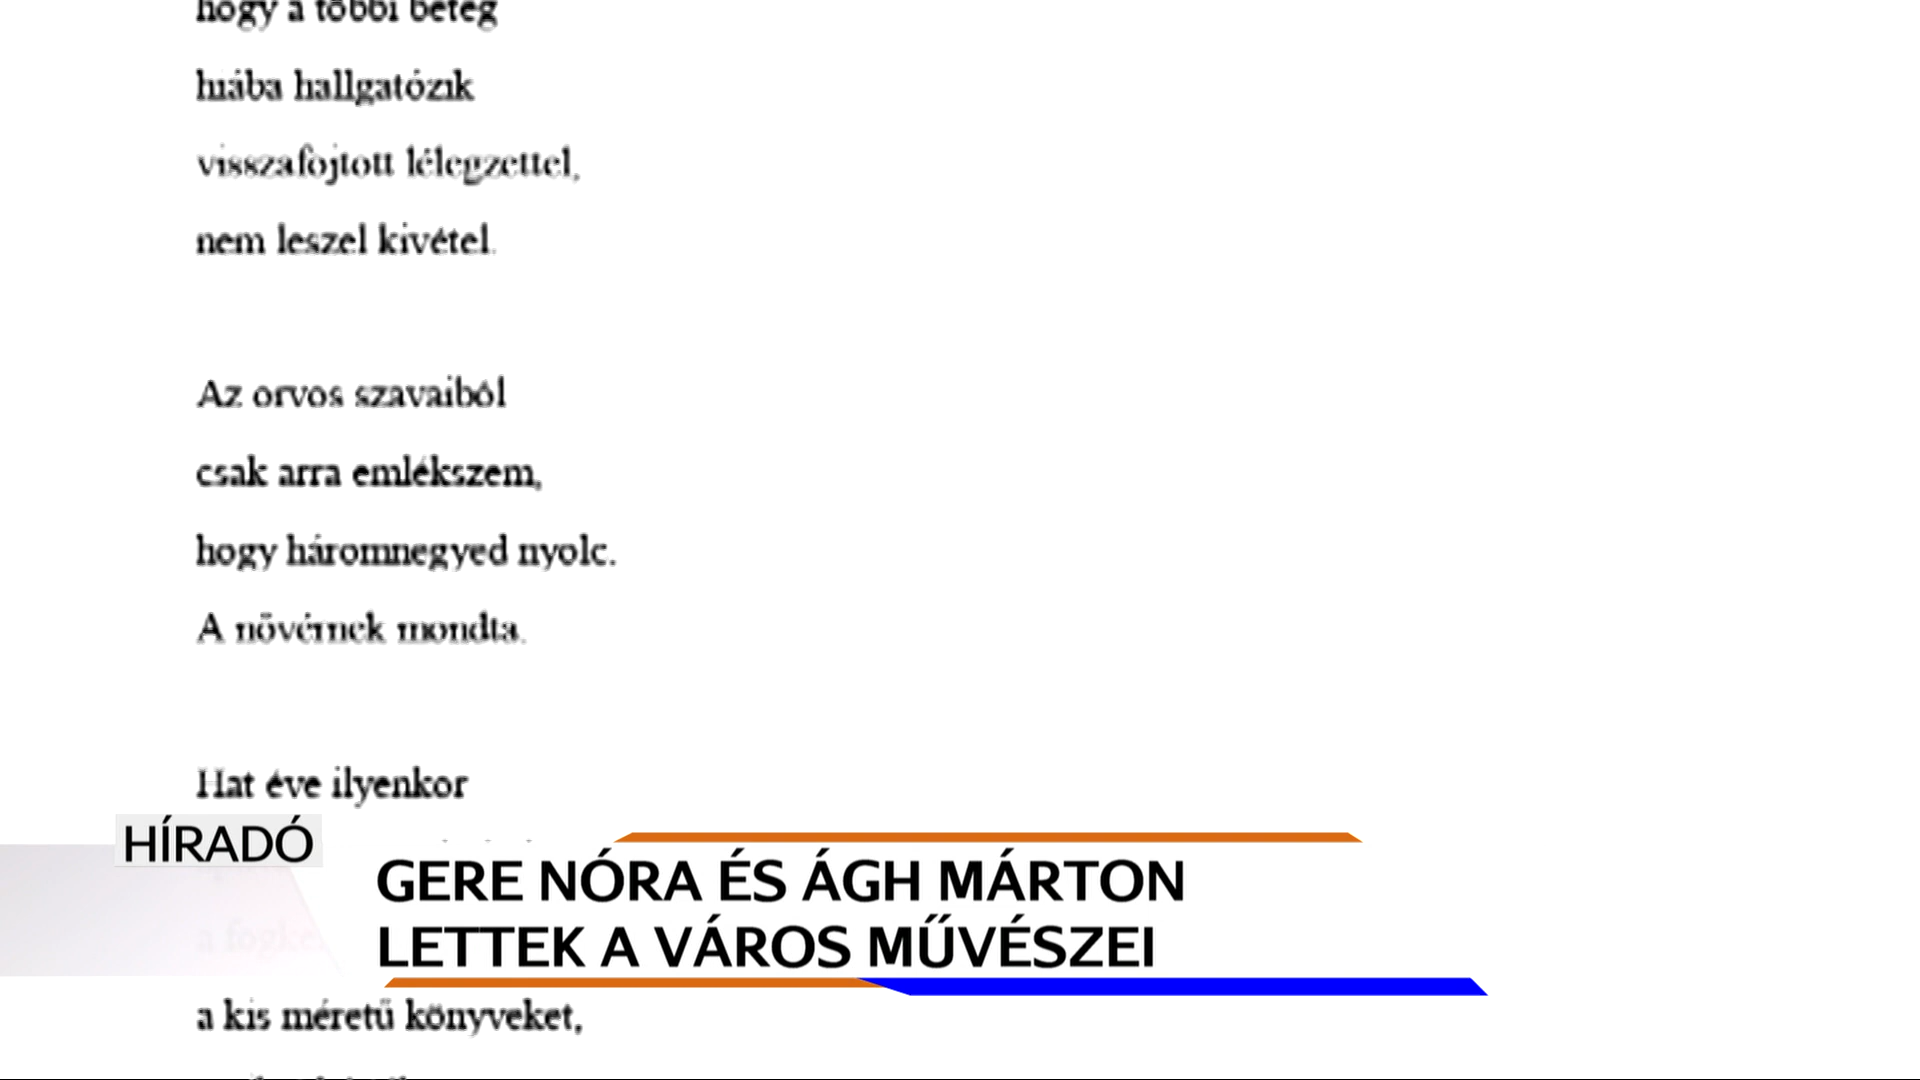 hogy a többi beteg
hiába hallgatózik
visszafojtott lélegzettel,
nem leszel kivétel.
Az orvos szavaiból
csak arra emlékszem,
hogy háromnegyed nyolc.
A nővérnek mondta.
Hat éve ilyenkor
HÍRADÓ
GERE NÓRA ÉS ÁGH MÁRTON
LETTEK A VÁROS MŰVÉSZEI
a kis méretű könyveket,